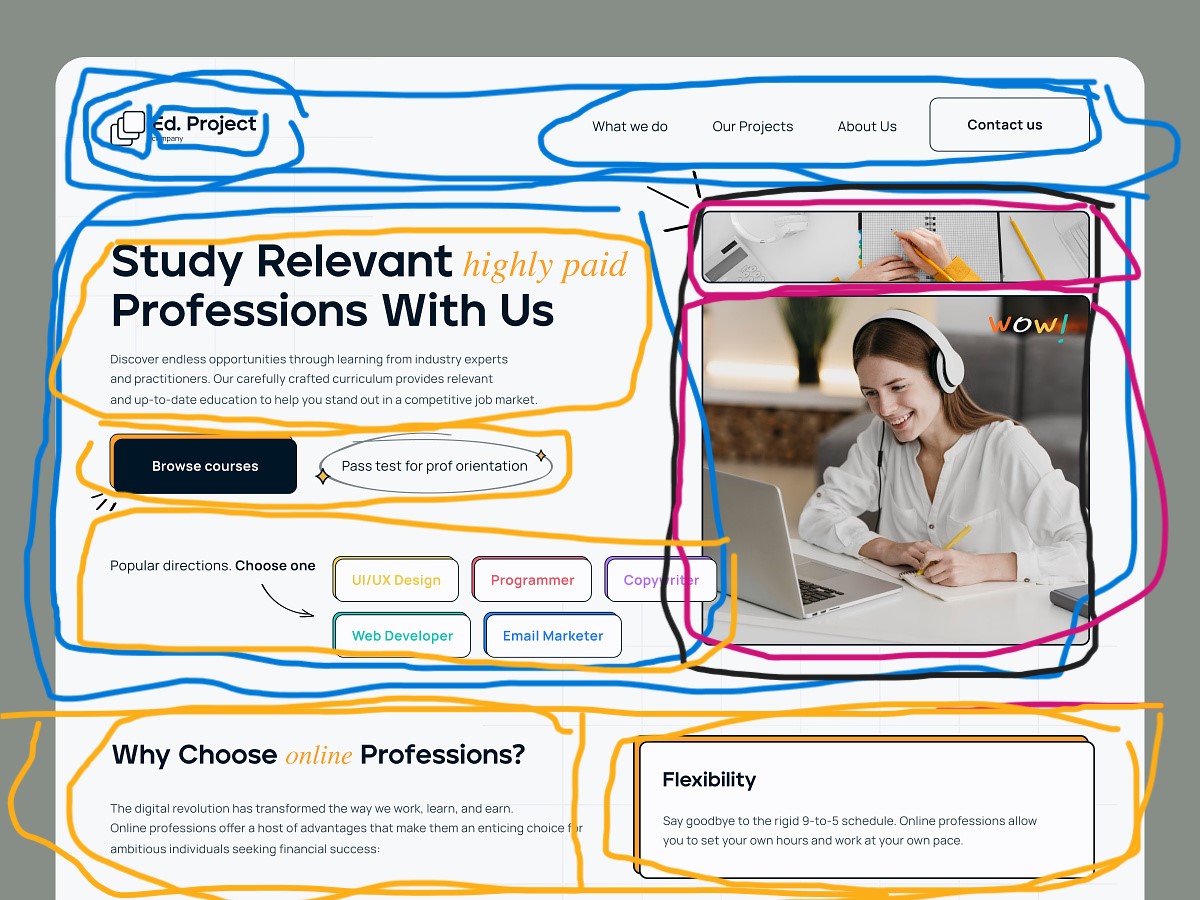 Ed. Project
company
What we do
Our Projects
About Us
Contact us
Study Relevant highly paid
Professions With Us
Discover endless opportunities through learning from industry experts
and practitioners. Our carefully crafted curriculum provides relevant
and up-to-date education to help you stand out in a competitive job market.
Browse courses
Pass test for prof orientation
Popular directions. Choose one
UI/UX Design
Programmer
Copywriter
Web Developer
Email Marketer
WOW!
Why Choose online Professions?
The digital revolution has transformed the way we work, learn, and earn.
Online professions offer a host of advantages that make them an enticing choice for
ambitious individuals seeking financial success:
Flexibility
Say goodbye to the rigid 9-to-5 schedule. Online professions allow
you to set your own hours and work at your own pace.